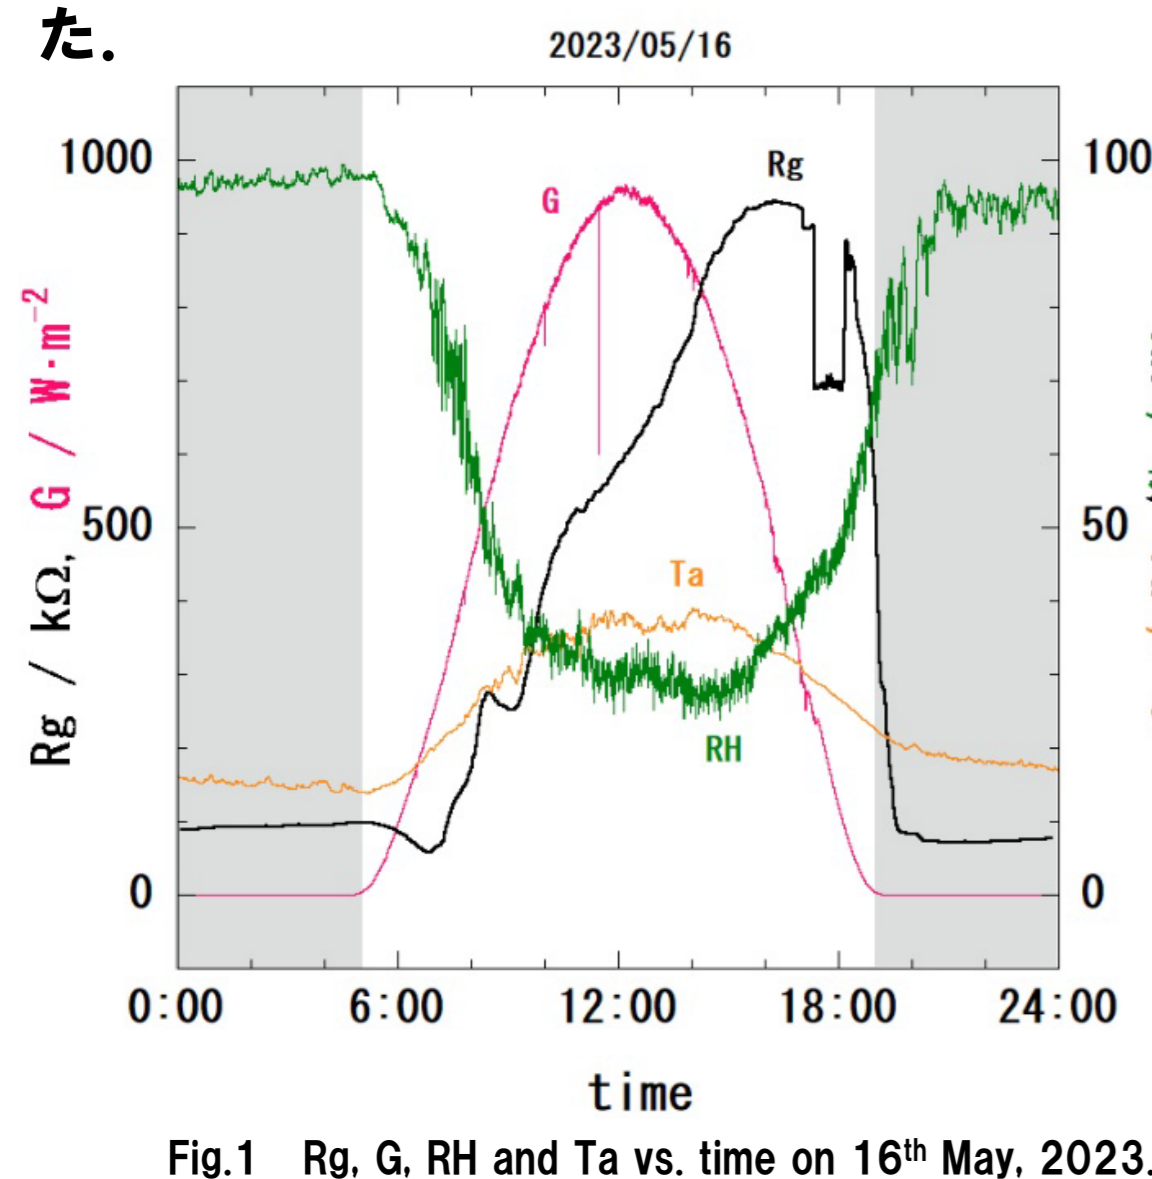 た.
2023/05/16
1000
100
G
Rg
Rg / kΩ, G / W·m⁻²
500
50
Ta
RH
0
0
0:00 6:00 12:00 18:00 24:00
time
Fig.1 Rg, G, RH and Ta vs. time on 16th May, 2023.